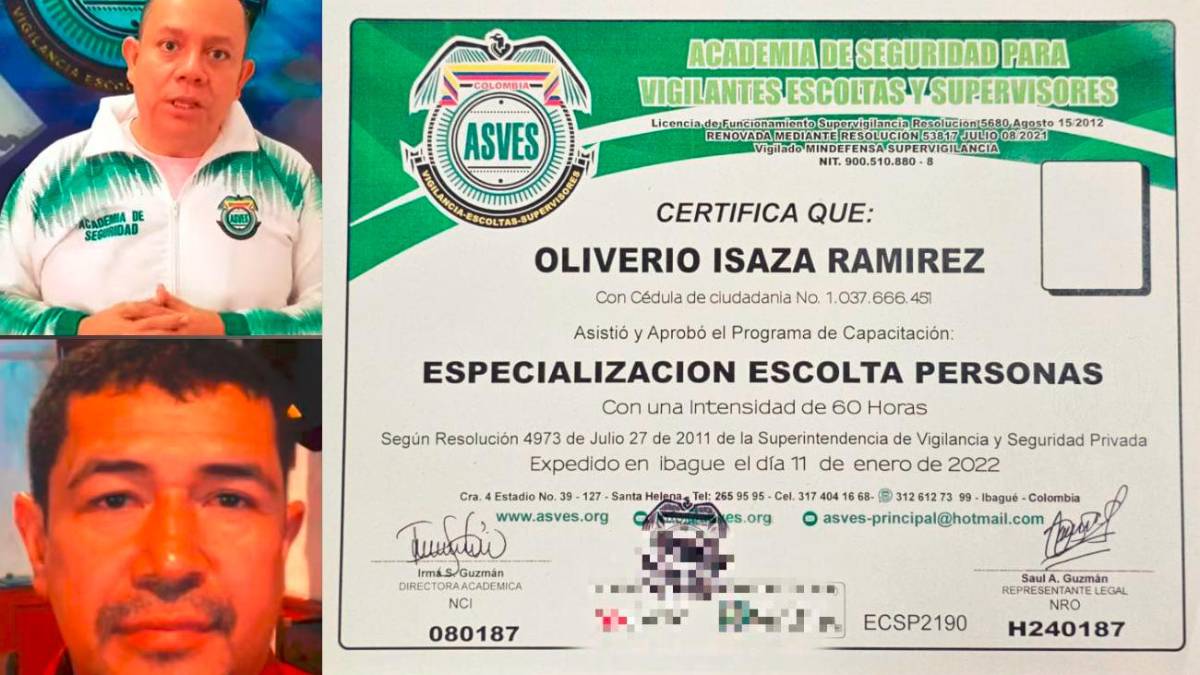 VIGILANCIA ESCOL
ACADEMIA DE
SEGURIDAD
ASVES
COLOMBIA
ASVES
VIGILANCIA-ESCOLTAS-SUPERVISORES
ACADEMIA DE SEGURIDAD PARA
VIGILANTES ESCOLTAS Y SUPERVISORES
Licencia de Funcionamiento Supervigilancia Resolución 5680 Agosto 15/2012
RENOVADA MEDIANTE RESOLUCIÓN 53817 JULIO 08/2021
Vigilado MINDEFENSA SUPERVIGILANCIA
NIT. 900.510.880 - 8
CERTIFICA QUE:
OLIVERIO ISAZA RAMIREZ
Con Cédula de ciudadania No. 1.037.666.451
Asistió y Aprobó el Programa de Capacitación:
ESPECIALIZACION ESCOLTA PERSONAS
Con una Intensidad de 60 Horas
Según Resolución 4973 de Julio 27 de 2011 de la Superintendencia de Vigilancia y Seguridad Privada
Expedido en ibague el día 11 de enero de 2022
Cra. 4 Estadio No. 39 - 127 - Santa Helena - Tel: 265 95 95 - Cel. 317 404 16 68- 312 612 73 99 - Ibagué - Colombia
www.asves.org es.org asves-principal@hotmail.com
Irma S. Guzmán
DIRECTORA ACADEMICA
NCI
080187
ECSP2190
Saul A. Guzmán
REPRESENTANTE LEGAL
NRO
H240187